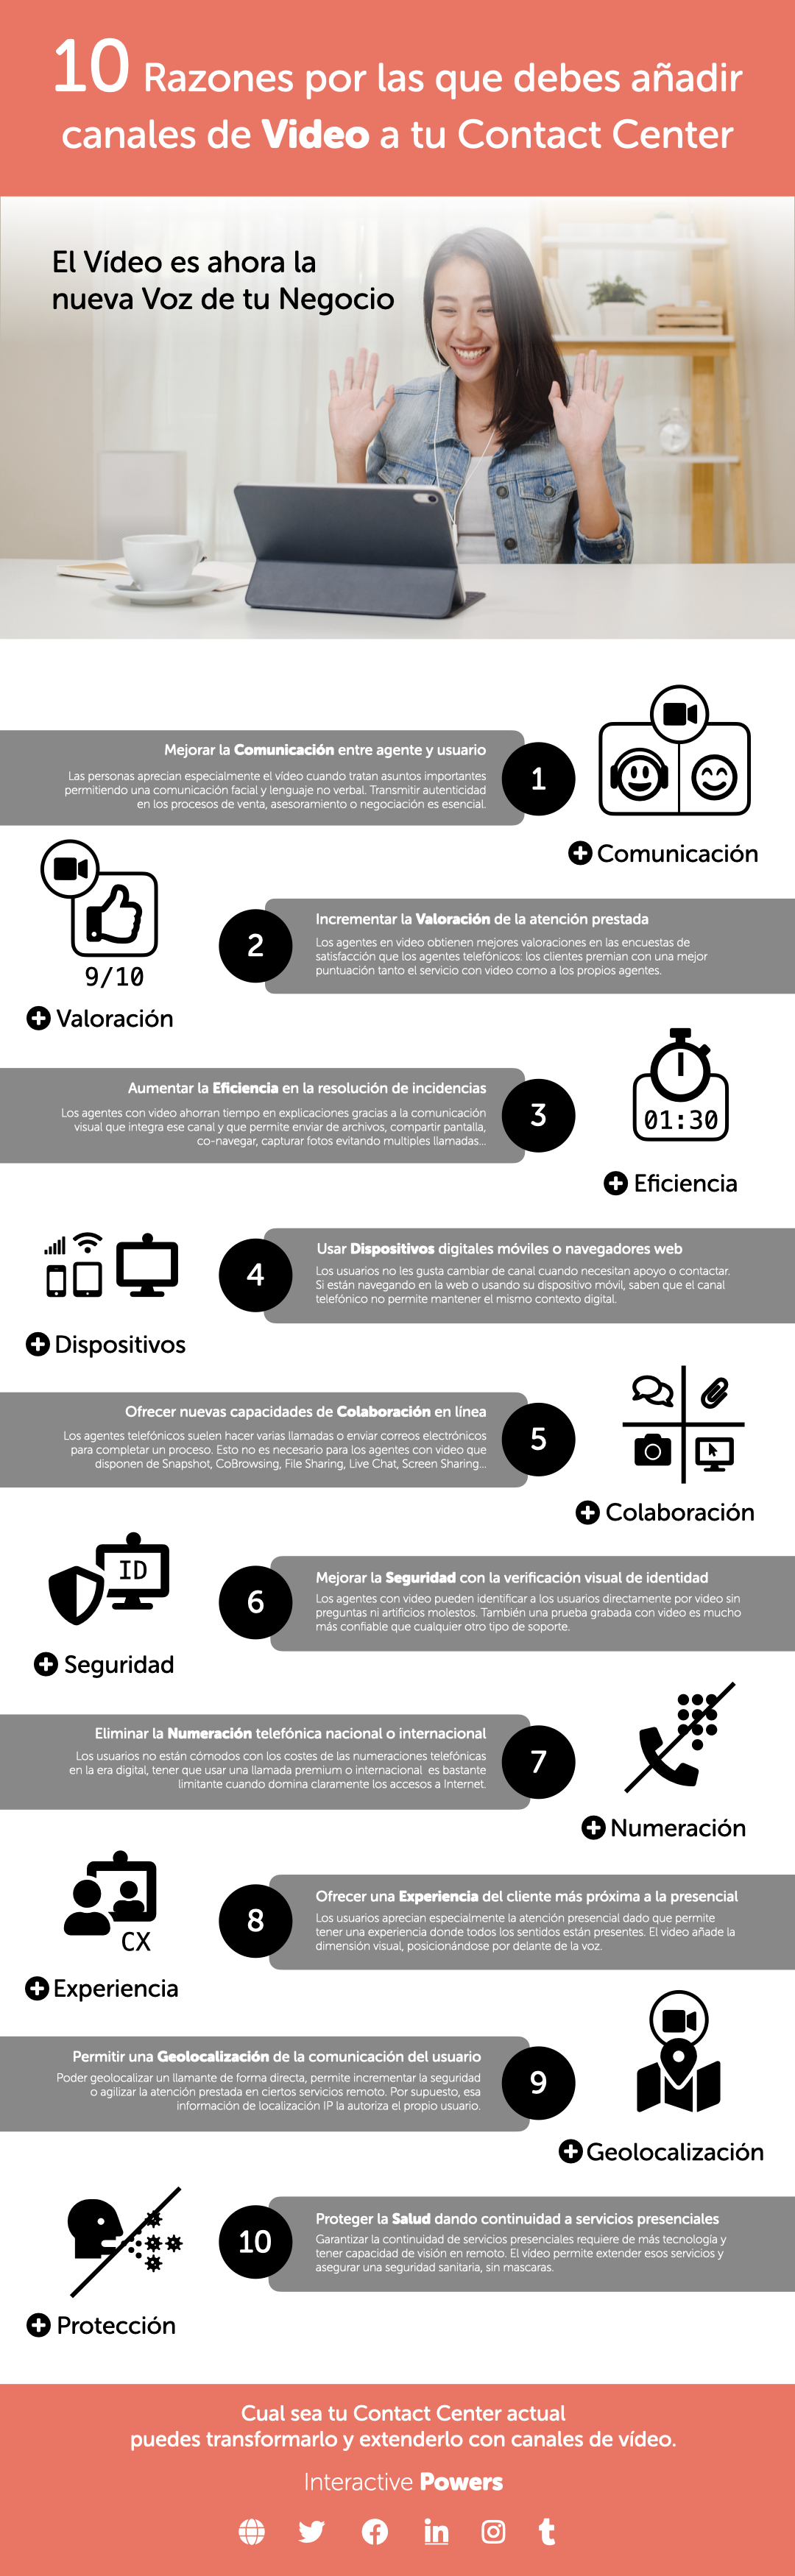 10 Razones por las que debes añadir
canales de Video a tu Contact Center
El Vídeo es ahora la
nueva Voz de tu Negocio
Mejorar la Comunicación entre agente y usuario
Las personas aprecian especialmente el vídeo cuando tratan asuntos importantes
permitiendo una comunicación facial y lenguaje no verbal. Transmitir autenticidad
en los procesos de venta, asesoramiento o negociación es esencial.
1
Comunicación
9/10
Valoración
2
Incrementar la Valoración de la atención prestada
Los agentes en video obtienen mejores valoraciones en las encuestas de
satisfacción que los agentes telefónicos: los clientes premian con una mejor
puntuación tanto el servicio con video como a los propios agentes.
Aumentar la Eficiencia en la resolución de incidencias
Los agentes con video ahorran tiempo en explicaciones gracias a la comunicación
visual que integra ese canal y que permite enviar de archivos, compartir pantalla,
co-navegar, capturar fotos evitando multiples llamadas...
3
01:30
Eficiencia
Dispositivos
4
Usar Dispositivos digitales móviles o navegadores web
Los usuarios no les gusta cambiar de canal cuando necesitan apoyo o contactar.
Si están navegando en la web o usando su dispositivo móvil, saben que el canal
telefónico no permite mantener el mismo contexto digital.
Ofrecer nuevas capacidades de Colaboración en línea
Los agentes telefónicos suelen hacer varias llamadas o enviar correos electrónicos
para completar un proceso. Esto no es necesario para los agentes con video que
disponen de Snapshot, CoBrowsing, File Sharing, Live Chat, Screen Sharing...
5
Colaboración
ID
Seguridad
6
Mejorar la Seguridad con la verificación visual de identidad
Los agentes con video pueden identificar a los usuarios directamente por video sin
preguntas ni artificios molestos. También una prueba grabada con video es mucho
más confiable que cualquier otro tipo de soporte.
Eliminar la Numeración telefónica nacional o internacional
Los usuarios no están cómodos con los costes de las numeraciones telefónicas
en la era digital, tener que usar una llamada premium o internacional es bastante
limitante cuando domina claramente los accesos a Internet.
7
Numeración
CX
Experiencia
8
Ofrecer una Experiencia del cliente más próxima a la presencial
Los usuarios aprecian especialmente la atención presencial dado que permite
tener una experiencia donde todos los sentidos están presentes. El video añade la
dimensión visual, posicionándose por delante de la voz.
Permitir una Geolocalización de la comunicación del usuario
Poder geolocalizar un llamante de forma directa, permite incrementar la seguridad
o agilizar la atención prestada en ciertos servicios remoto. Por supuesto, esa
información de localización IP la autoriza el propio usuario.
9
Geolocalización
Protección
10
Proteger la Salud dando continuidad a servicios presenciales
Garantizar la continuidad de servicios presenciales requiere de más tecnología y
tener capacidad de visión en remoto. El vídeo permite extender esos servicios y
asegurar una seguridad sanitaria, sin mascaras.
Cual sea tu Contact Center actual
puedes transformarlo y extenderlo con canales de vídeo.
Interactive Powers